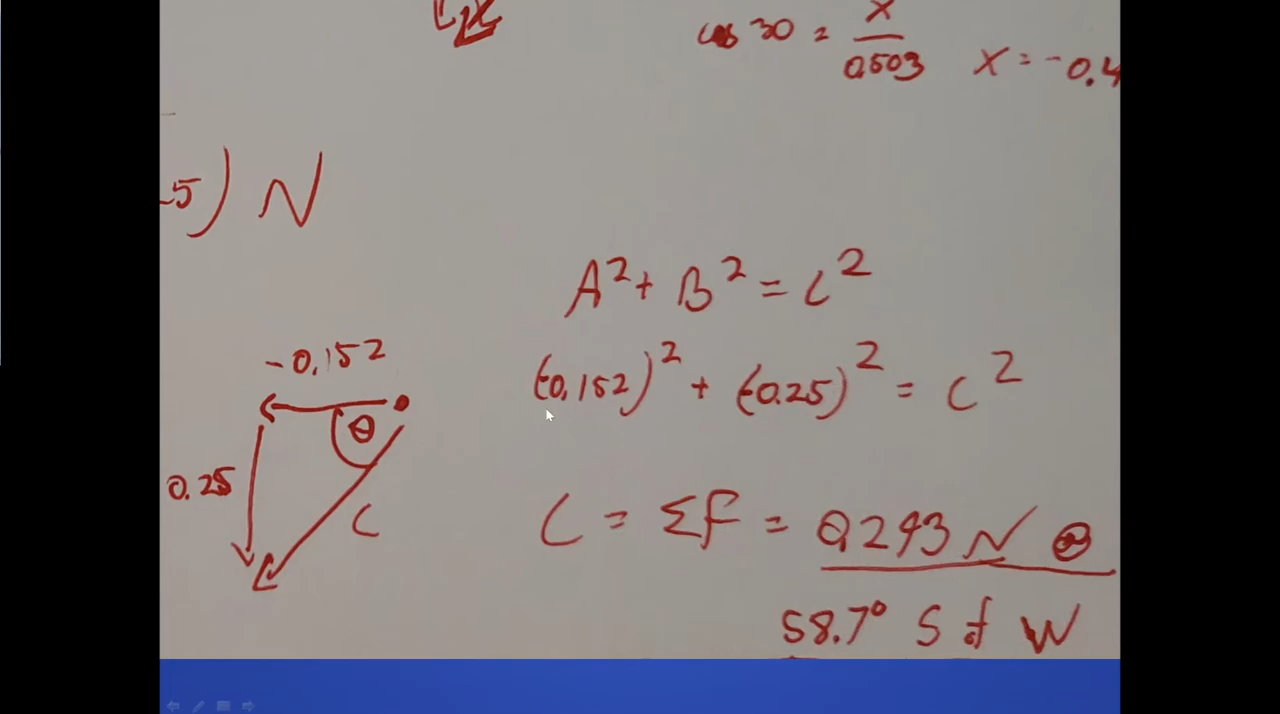 cos 30 = x / 0.503 x = -0.4
-5) N
A² + B² = C²
(-0.152)² + (-0.25)² = C²
-0.152
θ
0.25
C
C = ΣF = 0.293 N @
58.7° S of W